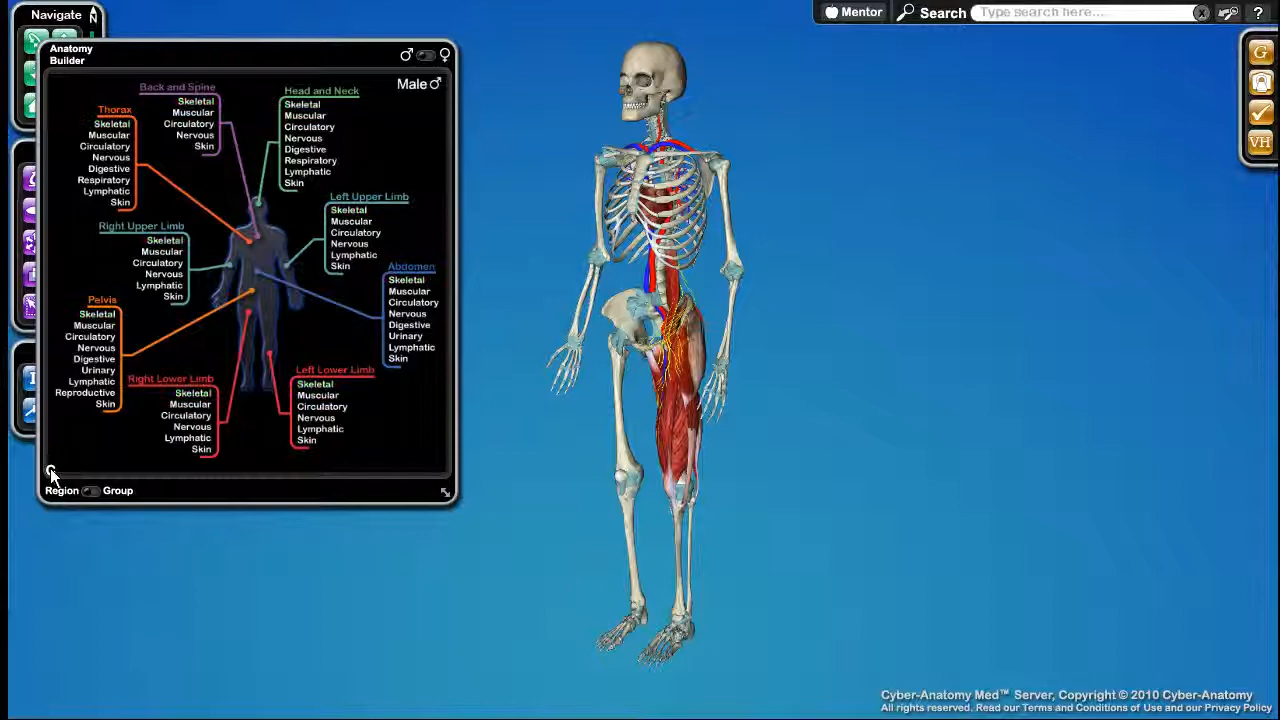 Navigate
N
Mentor
Search
Type search here...
x
?
G
VH
Anatomy
Builder
Male
Back and Spine
Skeletal
Muscular
Circulatory
Nervous
Skin
Head and Neck
Skeletal
Muscular
Circulatory
Nervous
Digestive
Respiratory
Lymphatic
Skin
Thorax
Skeletal
Muscular
Circulatory
Nervous
Digestive
Respiratory
Lymphatic
Skin
Left Upper Limb
Skeletal
Muscular
Circulatory
Nervous
Lymphatic
Skin
Right Upper Limb
Skeletal
Muscular
Circulatory
Nervous
Lymphatic
Skin
Abdomen
Skeletal
Muscular
Circulatory
Nervous
Digestive
Urinary
Lymphatic
Skin
Pelvis
Skeletal
Muscular
Circulatory
Nervous
Digestive
Urinary
Lymphatic
Reproductive
Skin
Right Lower Limb
Skeletal
Muscular
Circulatory
Nervous
Lymphatic
Skin
Left Lower Limb
Skeletal
Muscular
Circulatory
Nervous
Lymphatic
Skin
Region Group
Cyber-Anatomy Med™ Server, Copyright © 2010 Cyber-Anatomy
All rights reserved. Read our Terms and Conditions of Use and our Privacy Policy